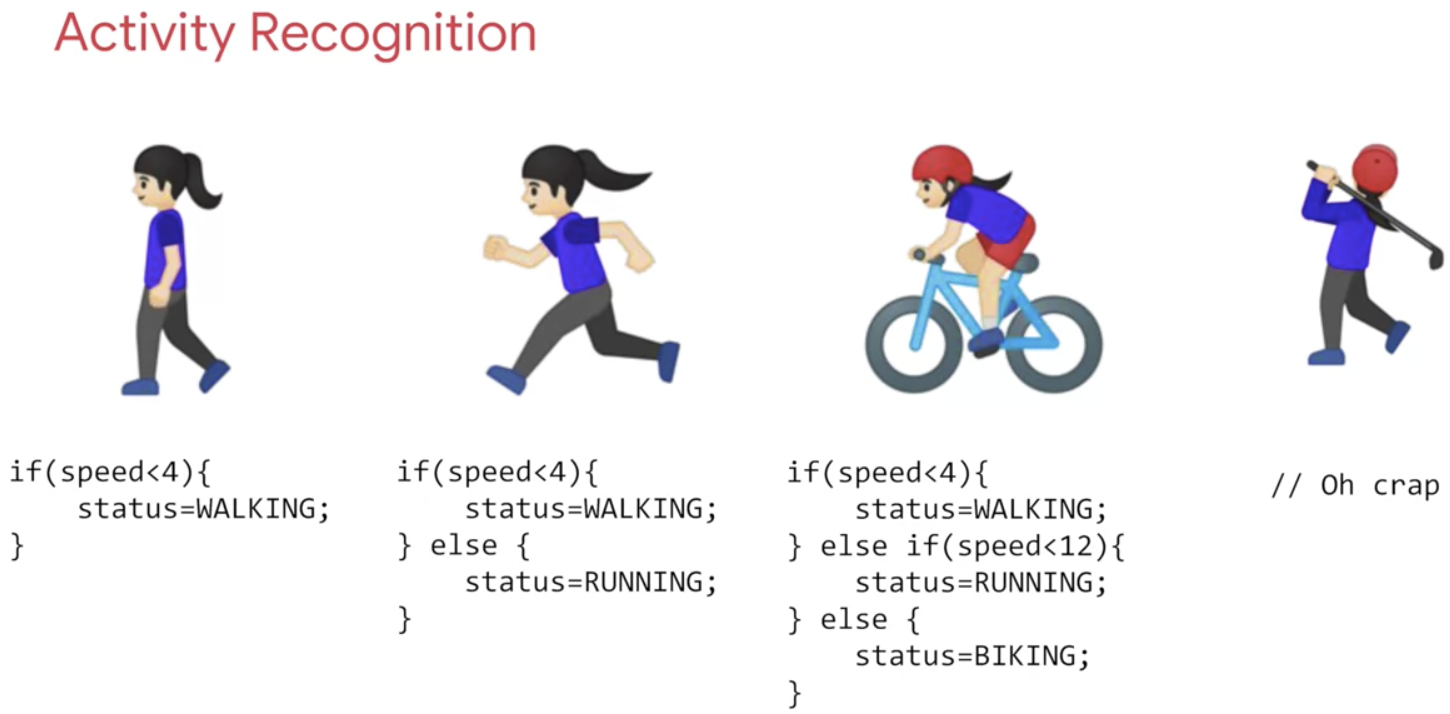 Activity Recognition
if(speed<4){
    status=WALKING;
}
if(speed<4){
    status=WALKING;
} else {
    status=RUNNING;
}
if(speed<4){
    status=WALKING;
} else if(speed<12){
    status=RUNNING;
} else {
    status=BIKING;
}
// Oh crap